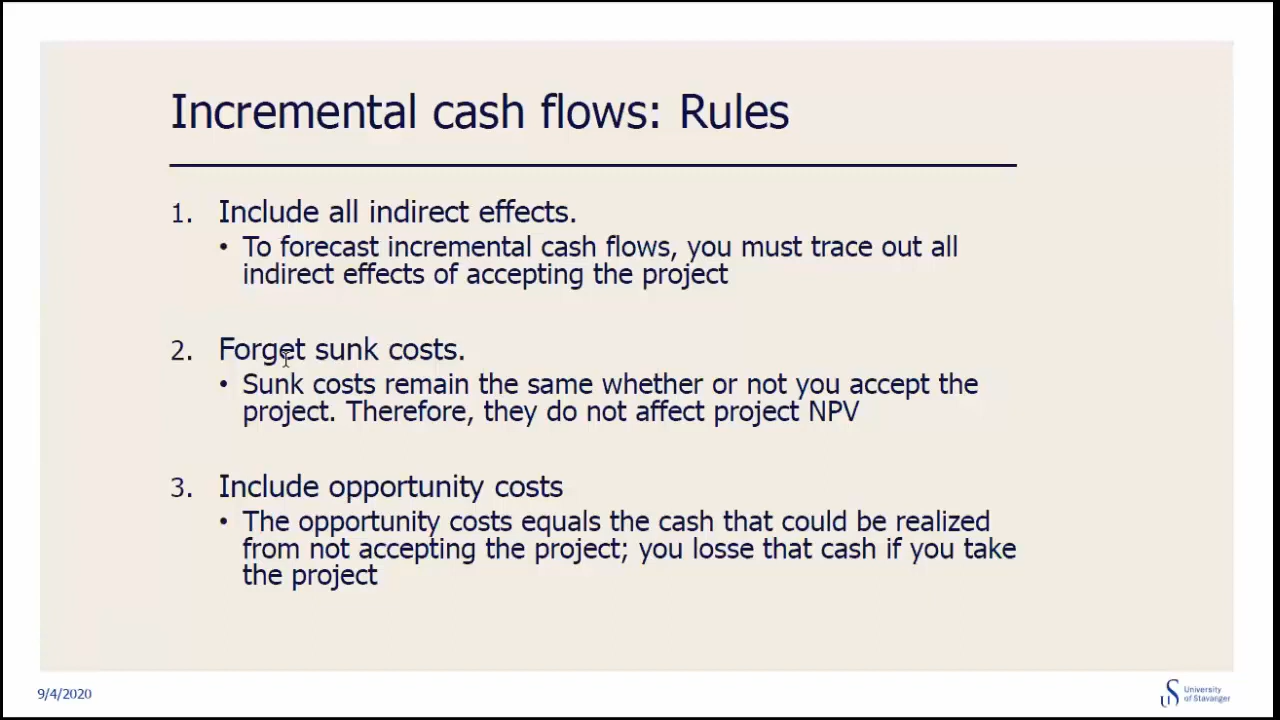 Incremental cash flows: Rules
1. Include all indirect effects.
• To forecast incremental cash flows, you must trace out all
indirect effects of accepting the project
2. Forget sunk costs.
• Sunk costs remain the same whether or not you accept the
project. Therefore, they do not affect project NPV
3. Include opportunity costs
• The opportunity costs equals the cash that could be realized
from not accepting the project; you losse that cash if you take
the project
9/4/2020
University
of Stavanger